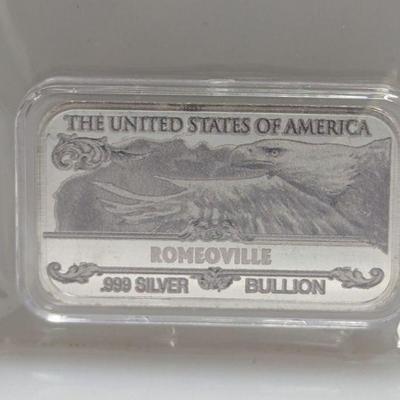 THE UNITED STATES OF AMERICA
ROMEOVILLE
.999 SILVER BULLION